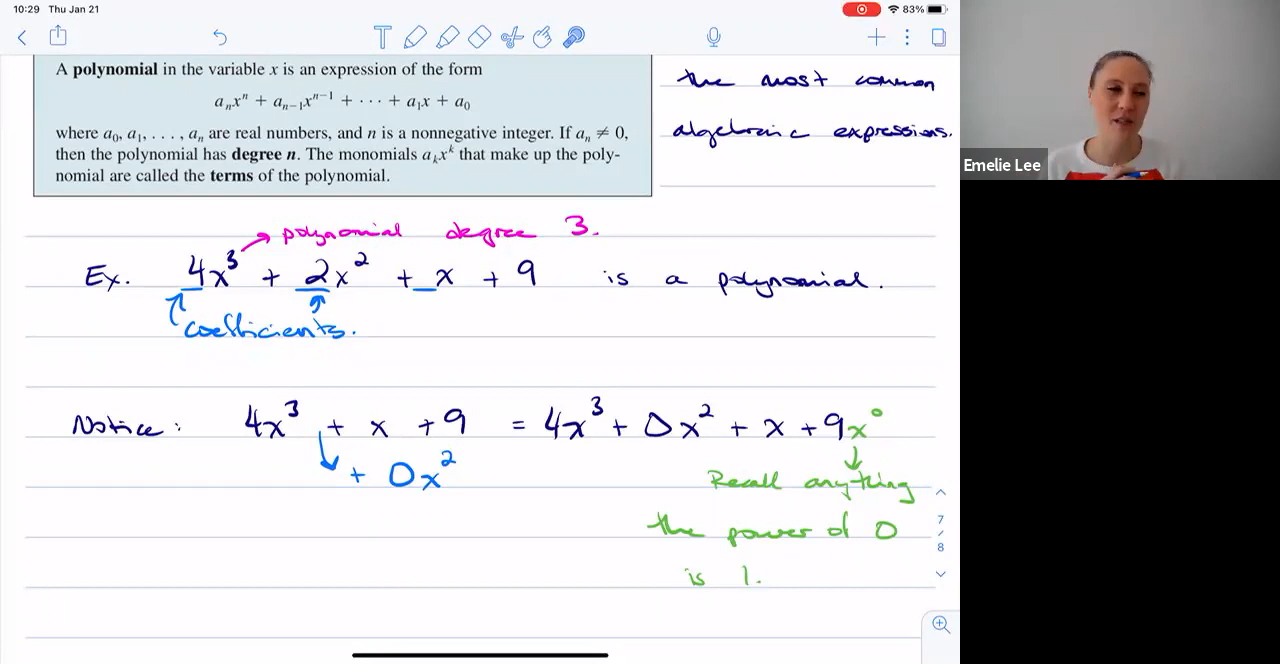 10:29 Thu Jan 21
83%
A polynomial in the variable x is an expression of the form
aₙxⁿ + aₙ₋₁xⁿ⁻¹ + · · · + a₁x + a₀
where a₀, a₁, . . . , aₙ are real numbers, and n is a nonnegative integer. If aₙ ≠ 0,
then the polynomial has degree n. The monomials aₖxᵏ that make up the poly-
nomial are called the terms of the polynomial.
the most common
algebraic expressions.
Emelie Lee
polynomial degree 3.
Ex. 4x³ + 2x² + _ x + 9 is a polynomial.
coefficients.
Notice: 4x³ + x + 9 = 4x³ + 0x² + x + 9x⁰
+ 0x²
Recall anything
the power of 0
is 1.
7
/
8